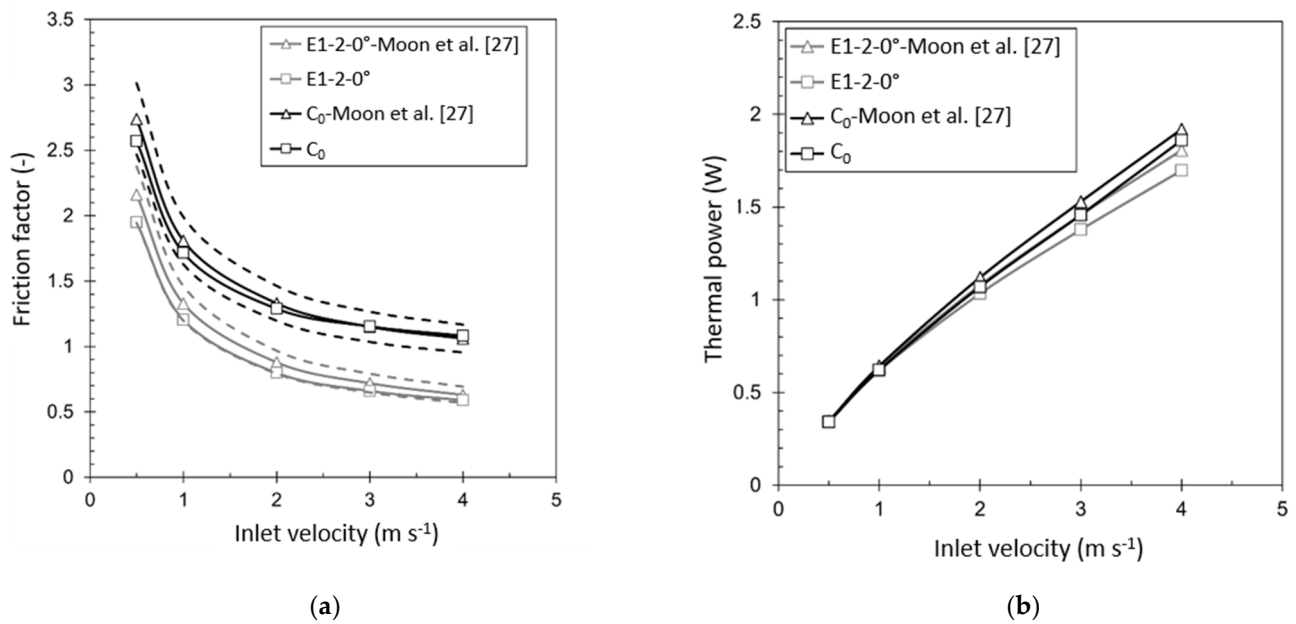 3.5
3
2.5
2
1.5
1
0.5
0
Friction factor (-)
E1-2-0°-Moon et al. [27]
E1-2-0°
C₀-Moon et al. [27]
C₀
0 1 2 3 4 5
Inlet velocity (m s⁻¹)
(a)
2.5
2
1.5
1
0.5
0
Thermal power (W)
E1-2-0°-Moon et al. [27]
E1-2-0°
C₀-Moon et al. [27]
C₀
0 1 2 3 4 5
Inlet velocity (m s⁻¹)
(b)